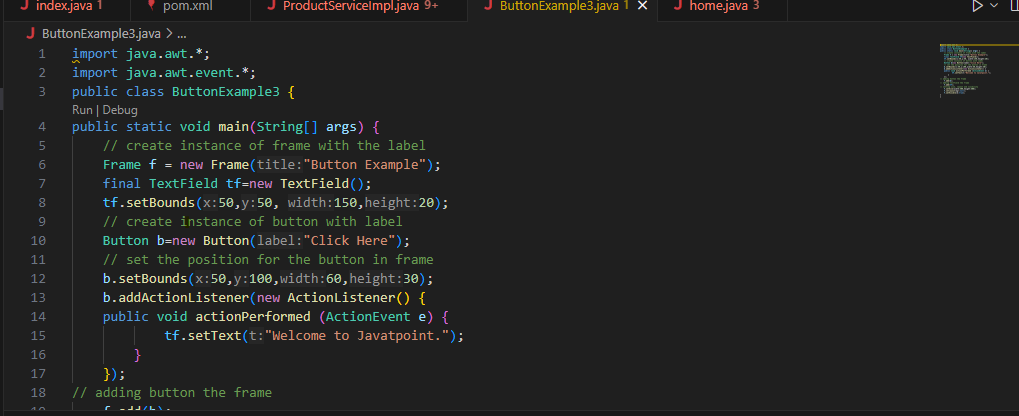 index.java 1 pom.xml ProductServiceImpl.java 9+ ButtonExample3.java 1 home.java 3
ButtonExample3.java > ...
1 import java.awt.*;
2 import java.awt.event.*;
3 public class ButtonExample3 {
Run | Debug
4 public static void main(String[] args) {
5 // create instance of frame with the label
6 Frame f = new Frame(title:"Button Example");
7 final TextField tf=new TextField();
8 tf.setBounds(x:50,y:50, width:150,height:20);
9 // create instance of button with label
10 Button b=new Button(label:"Click Here");
11 // set the position for the button in frame
12 b.setBounds(x:50,y:100,width:60,height:30);
13 b.addActionListener(new ActionListener() {
14 public void actionPerformed (ActionEvent e) {
15 tf.setText(t:"Welcome to Javatpoint.");
16 }
17 });
18 // adding button the frame
f.add(b);